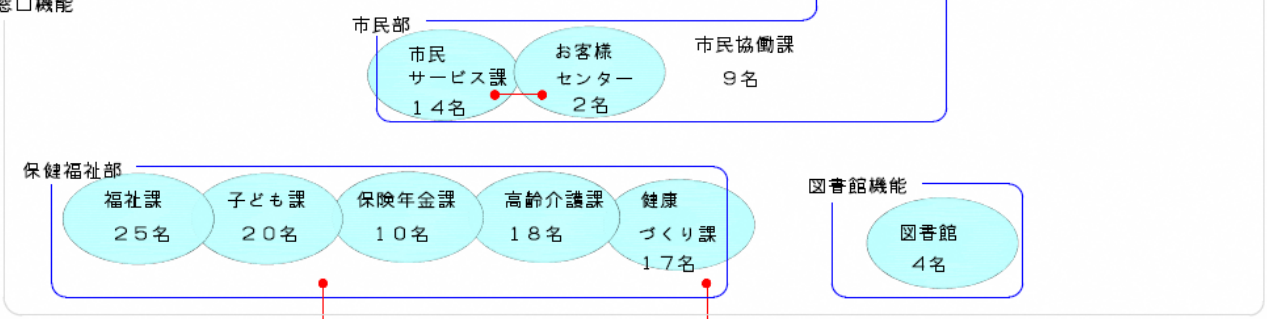 窓口機能
市民部
市民
サービス課
14名
お客様
センター
2名
市民協働課
9名
保健福祉部
福祉課
25名
子ども課
20名
保険年金課
10名
高齢介護課
18名
健康
づくり課
17名
図書館機能
図書館
4名